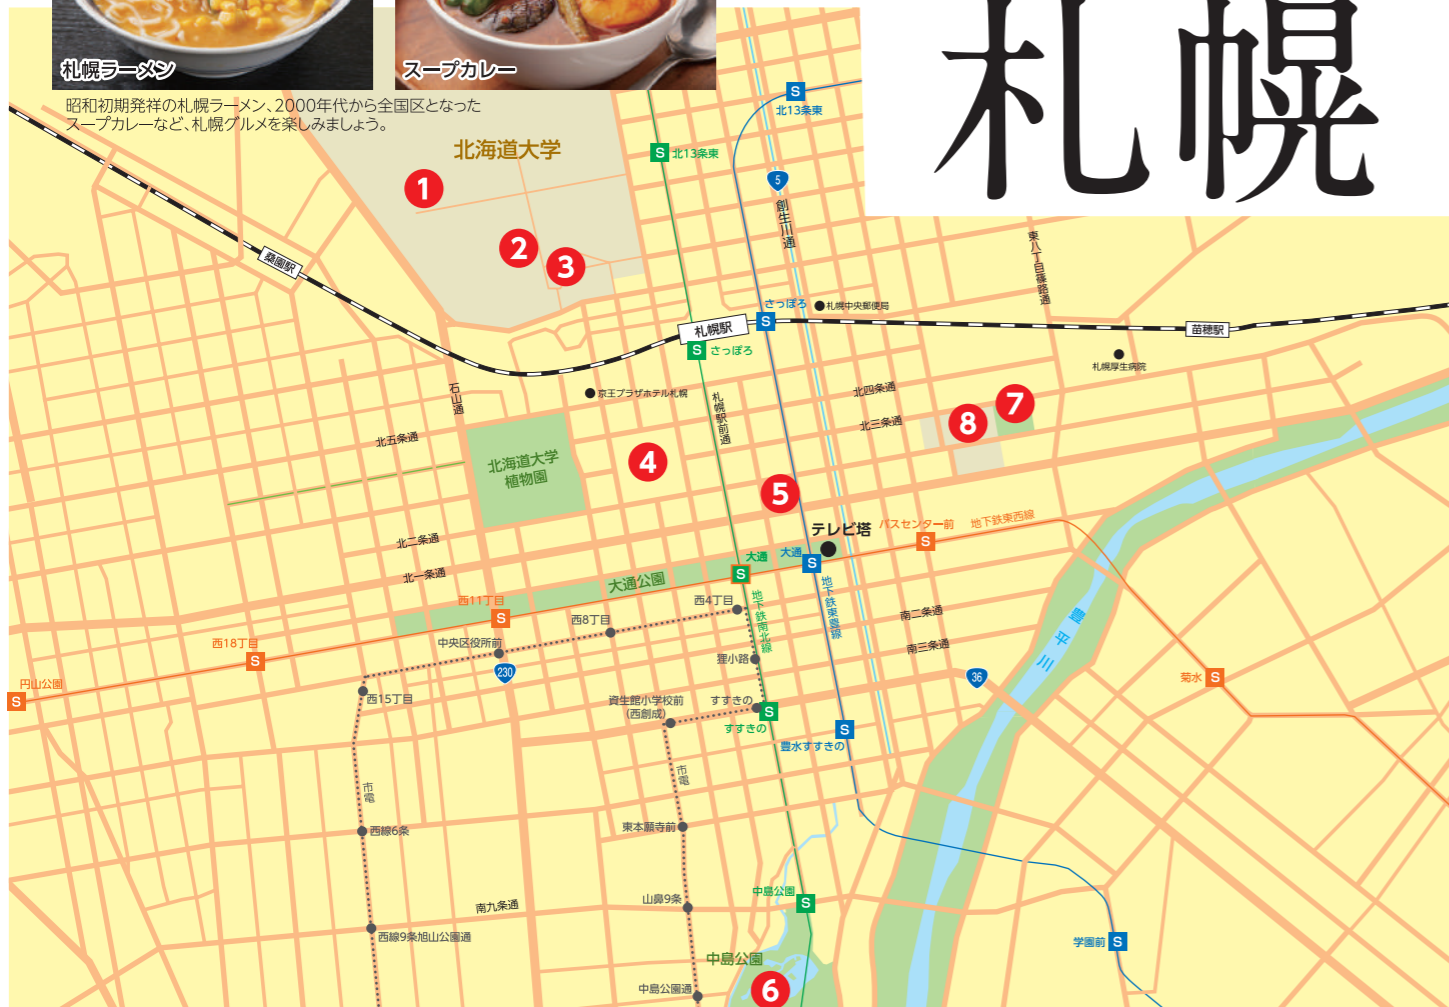 札幌
札幌ラーメン
スープカレー
昭和初期発祥の札幌ラーメン、2000年代から全国区となった
スープカレーなど、札幌グルメを楽しみましょう。
北海道大学
1
2
3
S 北13条東
S
北13条東
5
創生川通
東八丁目篠路通
桑園駅
さっぽろ
S
札幌中央郵便局
札幌駅
S さっぽろ
苗穂駅
札幌厚生病院
京王プラザホテル札幌
石山通
札幌駅前通
北四条通
北三条通
7
8
北五条通
北海道大学
植物園
4
5
北二条通
北一条通
テレビ塔
バスセンター前
S
地下鉄東西線
大通
S
大通
S
大通公園
西11丁目
S
西18丁目
S
円山公園
S
西4丁目
西8丁目
中央区役所前
230
西15丁目
地下鉄南北線
地下鉄東豊線
南二条通
南三条通
豊平川
36
菊水 S
狸小路
資生館小学校前
(西創成)
すすきの
S
すすきの
S
豊水すすきの
市電
市電
西線6条
東本願寺前
中島公園 S
山鼻9条
南九条通
西線9条旭山公園通
学園前 S
中島公園
6
中島公園通